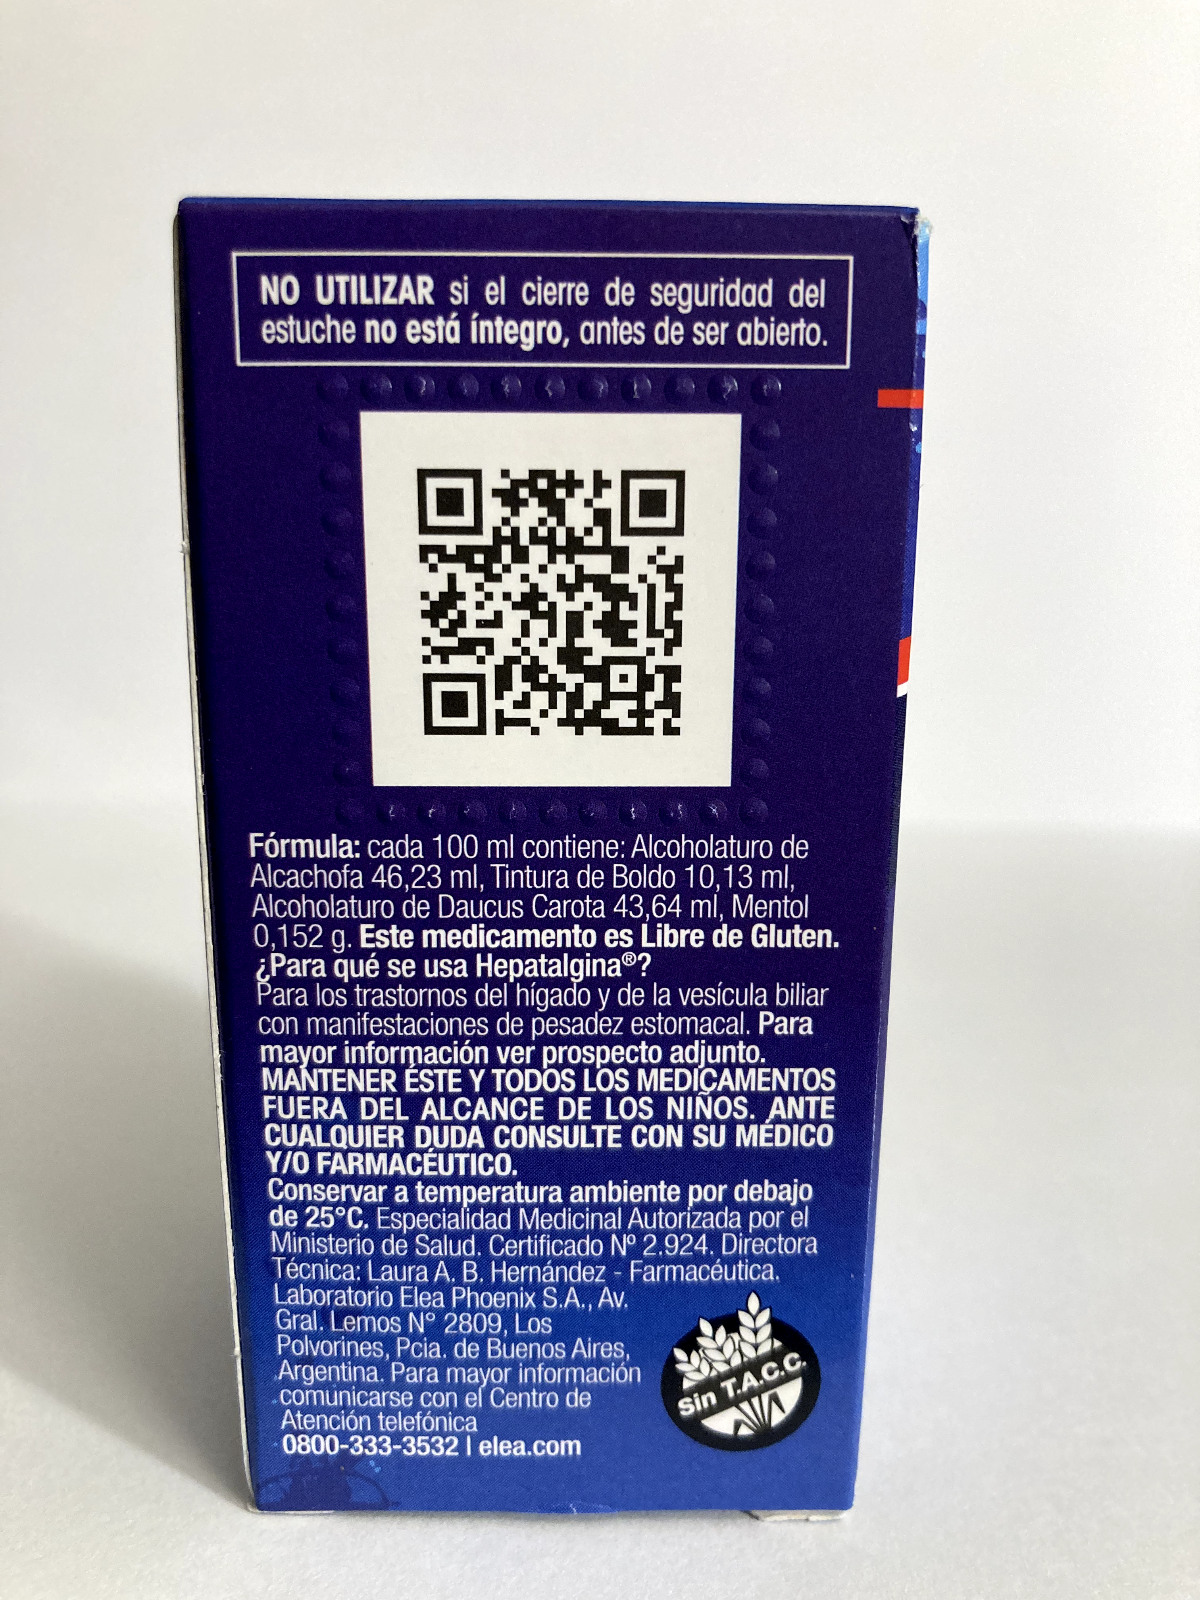 NO UTILIZAR si el cierre de seguridad del
estuche no está íntegro, antes de ser abierto.
Fórmula: cada 100 ml contiene: Alcoholaturo de
Alcachofa 46,23 ml, Tintura de Boldo 10,13 ml,
Alcoholaturo de Daucus Carota 43,64 ml, Mentol
0,152 g. Este medicamento es Libre de Gluten.
¿Para qué se usa Hepatalgina®?
Para los trastornos del hígado y de la vesícula biliar
con manifestaciones de pesadez estomacal. Para
mayor información ver prospecto adjunto.
MANTENER ÉSTE Y TODOS LOS MEDICAMENTOS
FUERA DEL ALCANCE DE LOS NIÑOS. ANTE
CUALQUIER DUDA CONSULTE CON SU MÉDICO
Y/O FARMACÉUTICO.
Conservar a temperatura ambiente por debajo
de 25°C. Especialidad Medicinal Autorizada por el
Ministerio de Salud. Certificado Nº 2.924. Directora
Técnica: Laura A. B. Hernández - Farmacéutica.
Laboratorio Elea Phoenix S.A., Av.
Gral. Lemos N° 2809, Los
Polvorines, Pcia. de Buenos Aires,
Argentina. Para mayor información
comunicarse con el Centro de
Atención telefónica
0800-333-3532 | elea.com
Sin T.A.C.C.